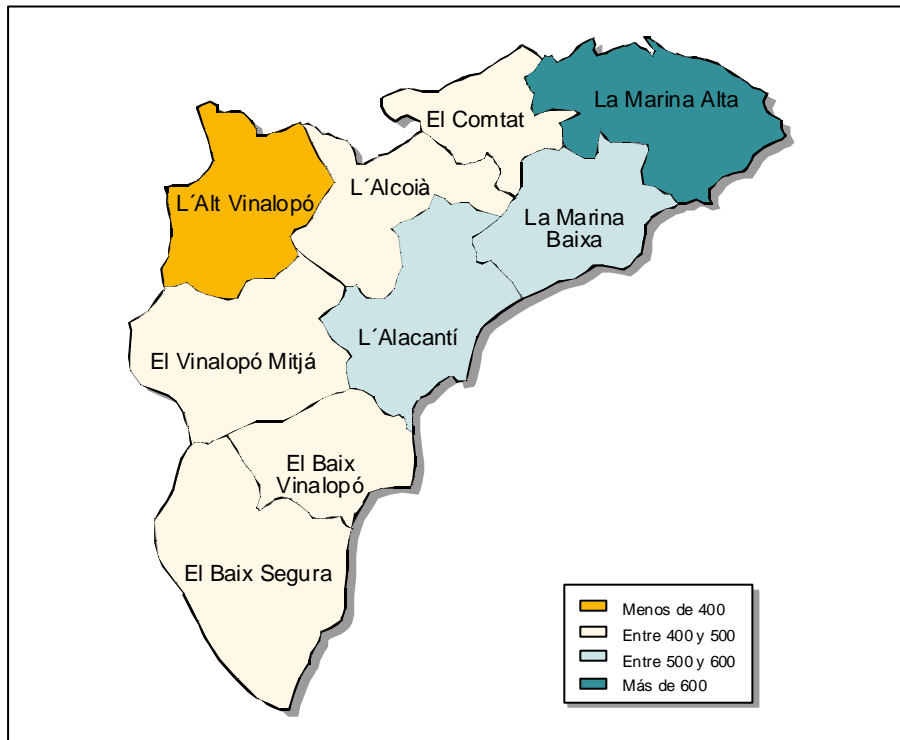 La Marina Alta
El Comtat
L´Alcoià
L´Alt Vinalopó
La Marina
Baixa
L´Alacantí
El Vinalopó Mitjá
El Baix
Vinalopó
El Baix Segura
Menos de 400
Entre 400 y 500
Entre 500 y 600
Más de 600